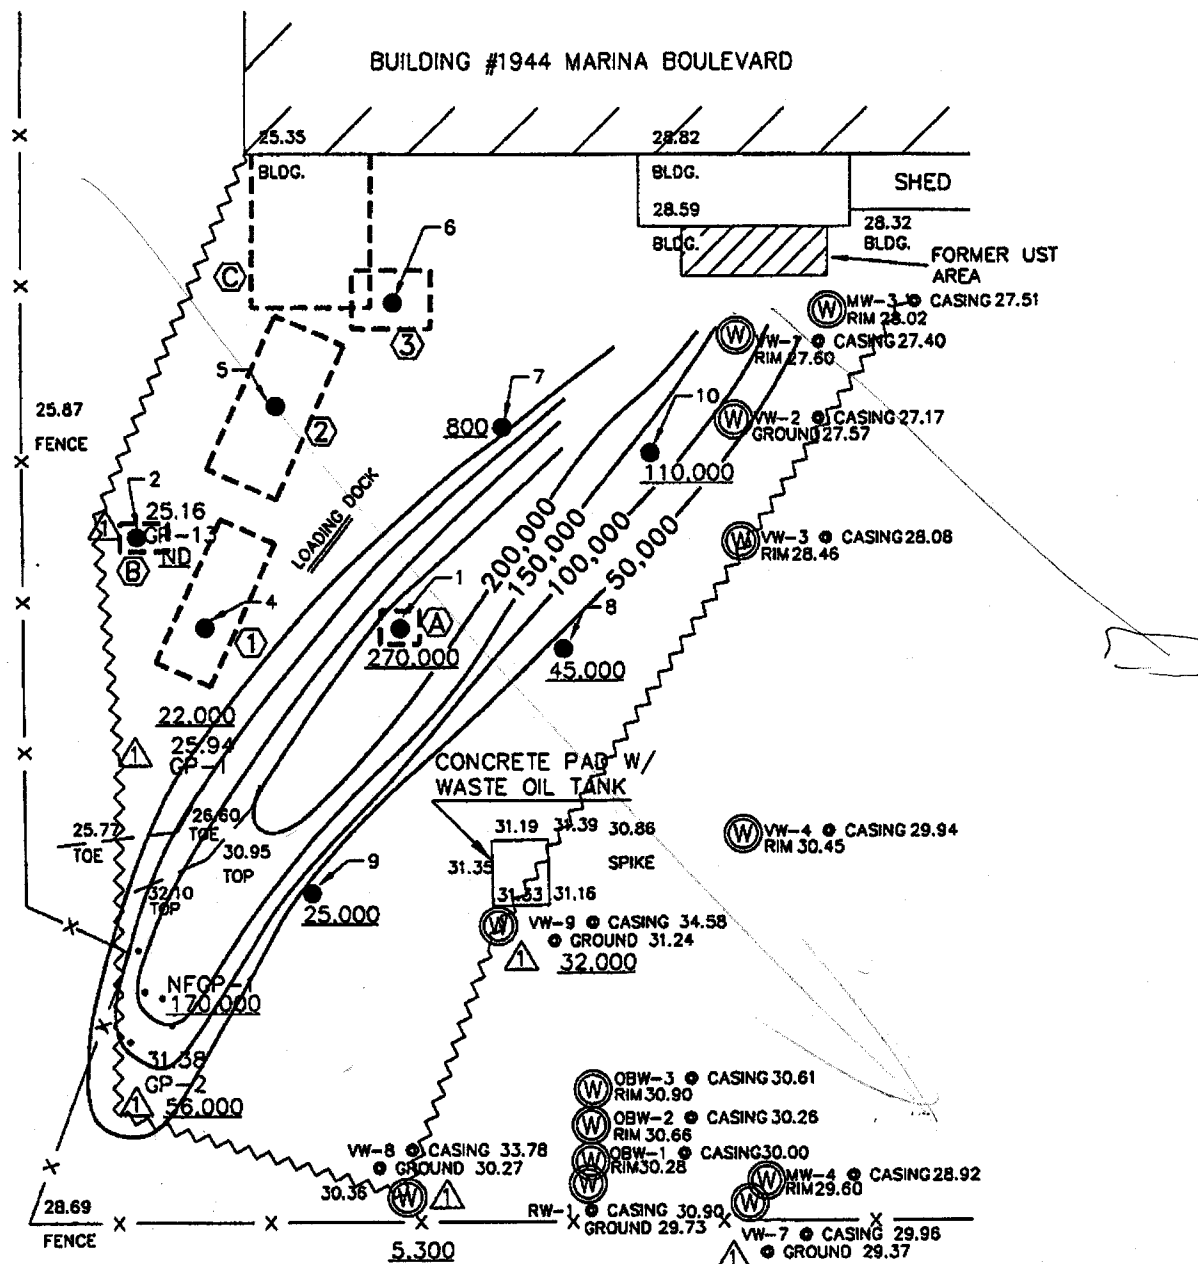 BUILDING #1944 MARINA BOULEVARD
25.35
BLDG.
28.82
BLDG.
28.59
BLDG.
SHED
28.32
BLDG.
FORMER UST
AREA
6
C
3
5
2
7
800
10
110,000
W
MW-3 CASING 27.51
RIM 28.02
W
VW-1 CASING 27.40
RIM 27.60
W
VW-2 CASING 27.17
GROUND 27.57
W
VW-3 CASING 28.08
RIM 28.46
25.87
FENCE
2
1
25.16
GP-13
ND
B
LOADING DOCK
4
1
200,000
150,000
100,000
50,000
1
A
270,000
8
45,000
22,000
25.94
GP-1
1
CONCRETE PAD W/
WASTE OIL TANK
25.77
TOE
26.60
TOE
30.95
TOP
32.10
TOP
9
25,000
31.19
31.39
30.86
SPIKE
31.35
31.33
31.16
W
VW-4 CASING 29.94
RIM 30.45
W
VW-9 CASING 34.58
GROUND 31.24
1
32,000
NFGP-1
170,000
31.38
GP-2
1
56,000
W
OBW-3 CASING 30.61
RIM 30.90
W
OBW-2 CASING 30.26
RIM 30.66
W
OBW-1 CASING 30.00
RIM 30.28
VW-8 CASING 33.78
GROUND 30.27
30.36
W
1
W
RW-1 CASING 30.90
GROUND 29.73
W
MW-4 CASING 28.92
RIM 29.60
W
VW-7 CASING 29.96
GROUND 29.37
1
28.69
FENCE
5,300